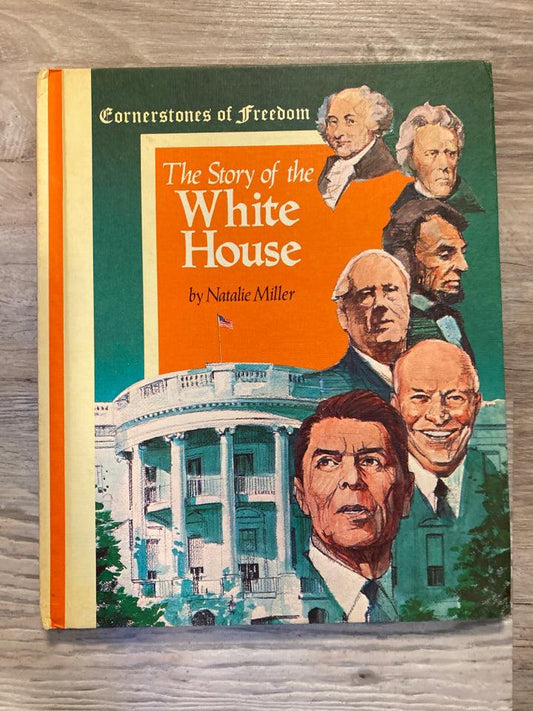 Cornerstones of Freedom
The Story of the
White
House
by Natalie Miller